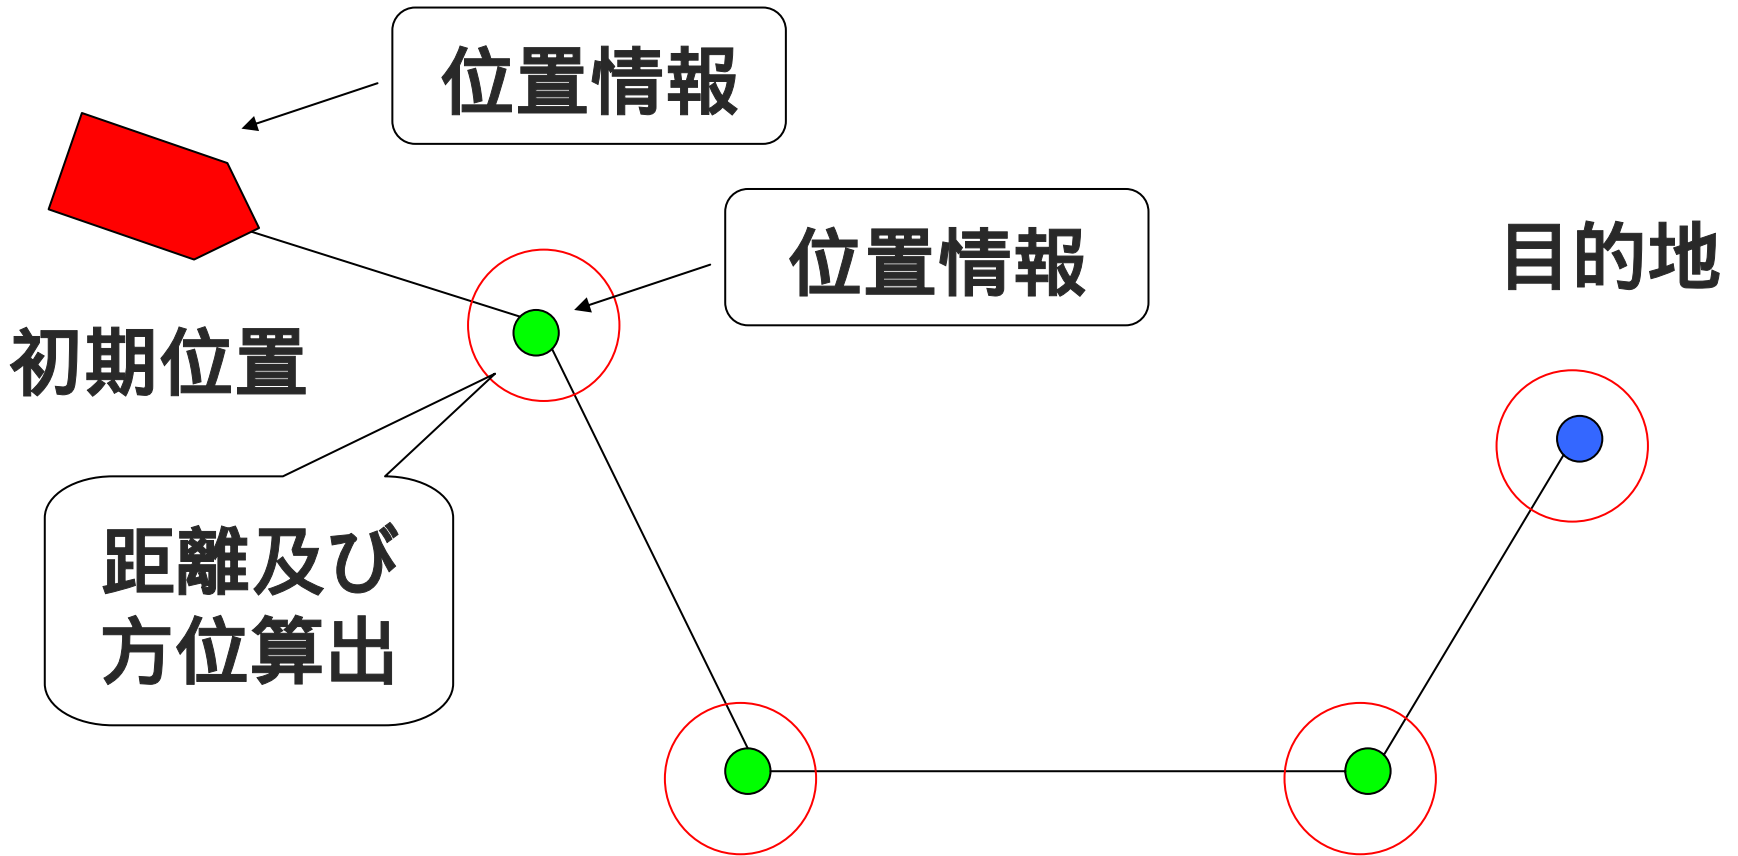 位置情報
位置情報
目的地
初期位置
距離及び
方位算出